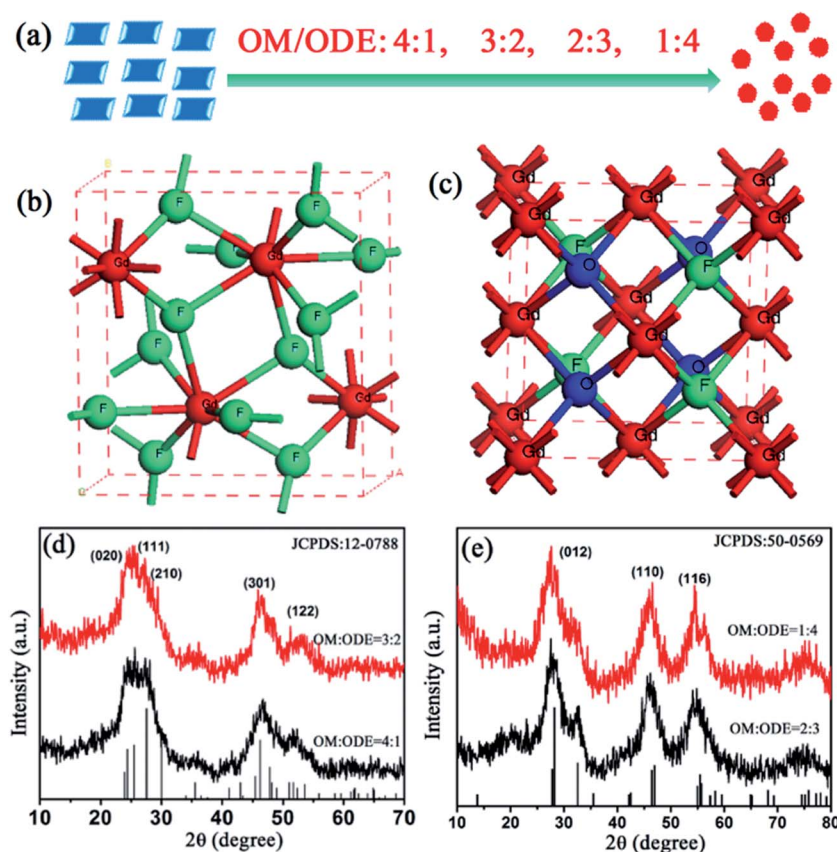 (a)
OM/ODE: 4:1, 3:2, 2:3, 1:4
(b)
F
F
Gd
F
Gd
F
F
F
F
F
F
Gd
Gd
F
F
F
F
A
(c)
Gd
Gd
Gd
Gd
Gd
F
O
O
F
Gd
Gd
Gd
Gd
F
O
O
F
Gd
Gd
Gd
Gd
Gd
(d)
(020)
(111)
(210)
(301)
(122)
JCPDS:12-0788
OM:ODE=3:2
OM:ODE=4:1
Intensity (a.u.)
10 20 30 40 50 60 70
2θ (degree)
(e)
(012)
(110)
(116)
JCPDS:50-0569
OM:ODE=1:4
OM:ODE=2:3
Intensity (a.u.)
10 20 30 40 50 60 70 80
2θ (degree)